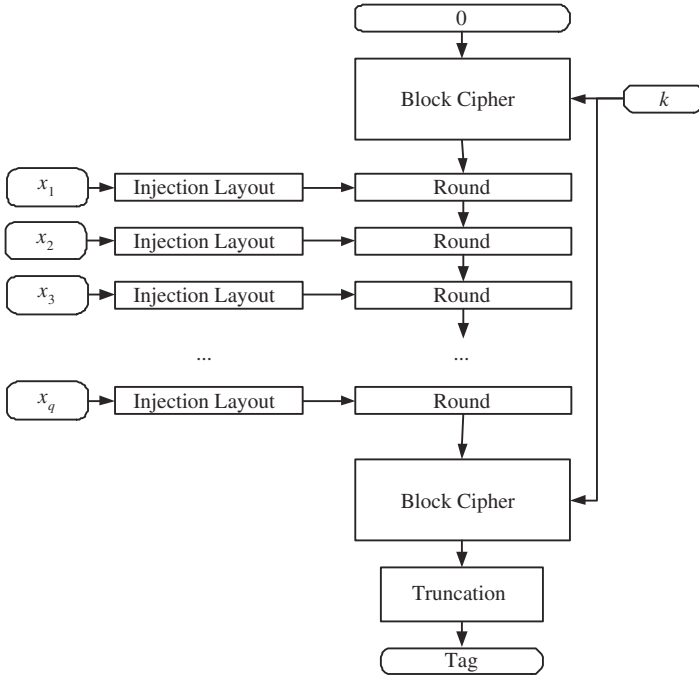 0
Block Cipher
k
x₁ Injection Layout Round
x₂ Injection Layout Round
x₃ Injection Layout Round
... ...
x_q Injection Layout Round
Block Cipher
Truncation
Tag